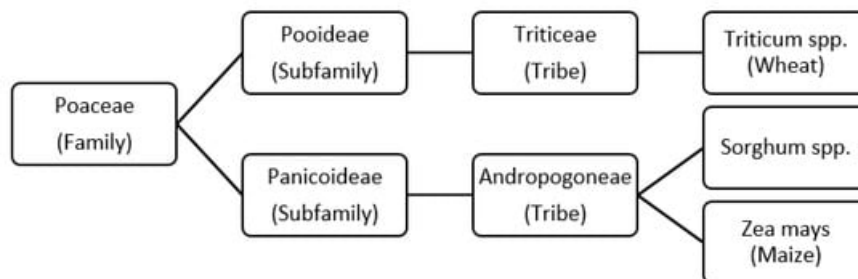 Poaceae
(Family)
Pooideae
(Subfamily)
Triticeae
(Tribe)
Triticum spp.
(Wheat)
Panicoideae
(Subfamily)
Andropogoneae
(Tribe)
Sorghum spp.
Zea mays
(Maize)